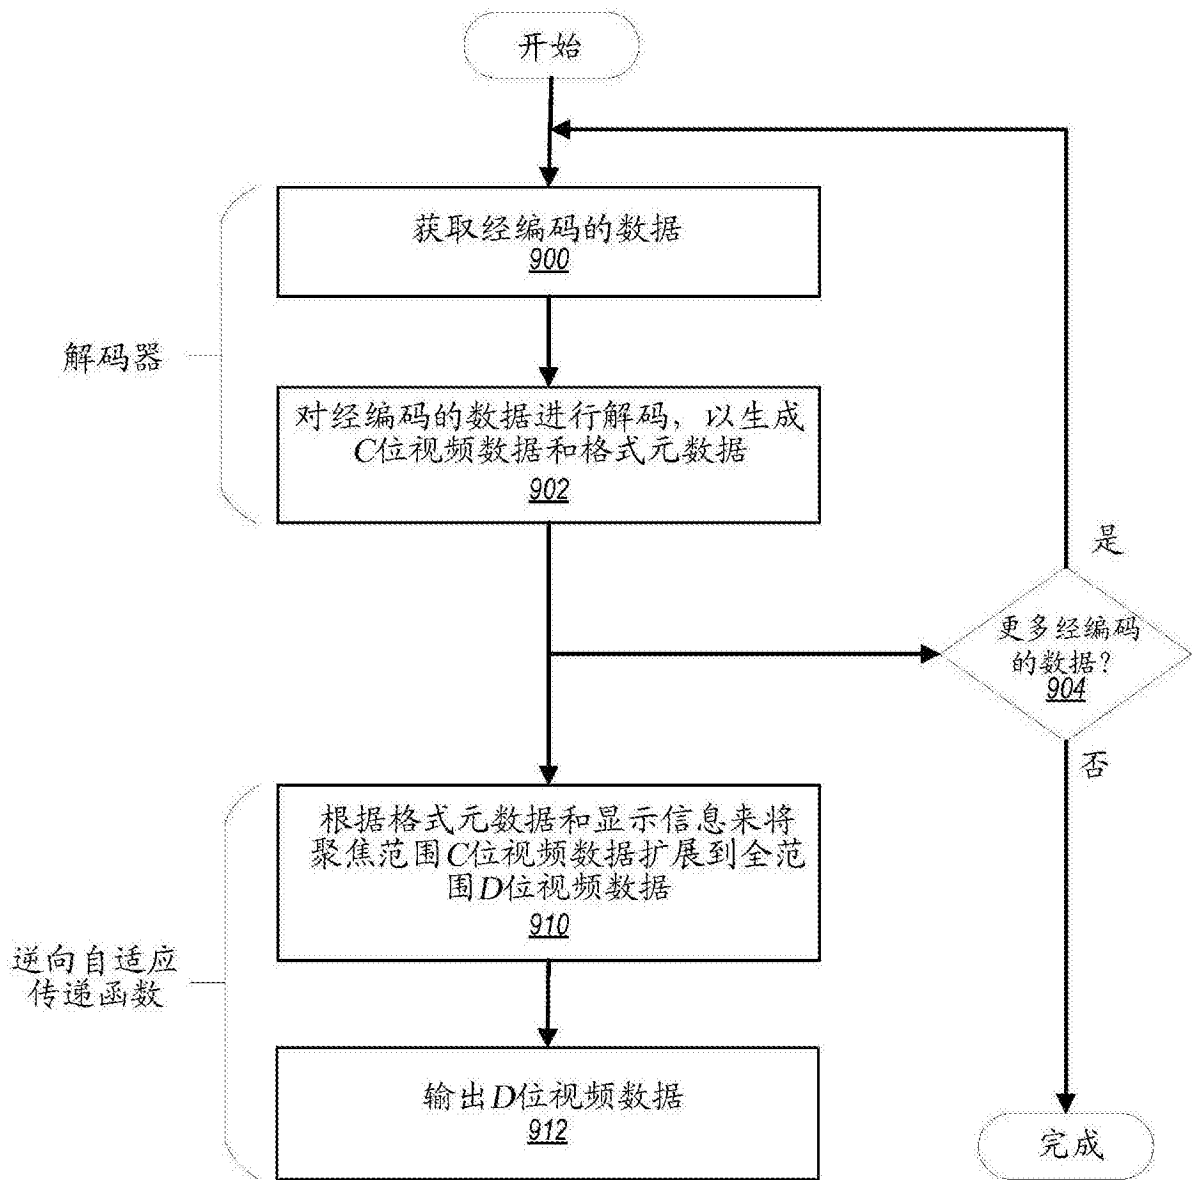 开始
获取经编码的数据
900
解码器
对经编码的数据进行解码，以生成
C位视频数据和格式元数据
902
是
更多经编码
的数据？
904
否
根据格式元数据和显示信息来将
聚焦范围C位视频数据扩展到全范
围D位视频数据
910
逆向自适应
传递函数
输出D位视频数据
912
完成